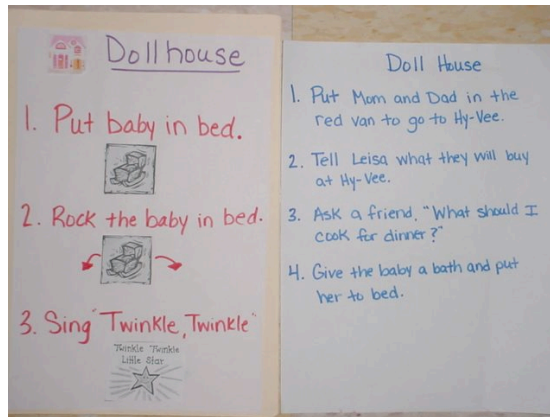 Dollhouse
1. Put baby in bed.
2. Rock the baby in bed.
3. Sing "Twinkle, Twinkle"
Twinkle Twinkle
Little Star
Doll House
1. Put Mom and Dad in the
red van to go to Hy-Vee.
2. Tell Leisa what they will buy
at Hy-Vee.
3. Ask a friend, "What should I
cook for dinner?"
4. Give the baby a bath and put
her to bed.